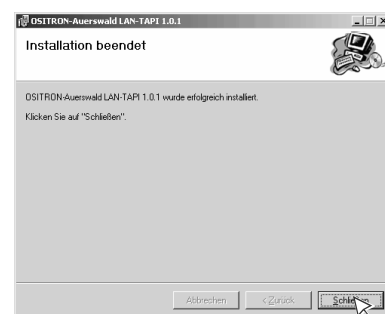 OSITRON-Auerswald LAN-TAPI 1.0.1
Installation beendet
OSITRON-Auerswald LAN-TAPI 1.0.1 wurde erfolgreich installiert.
Klicken Sie auf "Schließen".
Abbrechen
< Zurück
Schließen